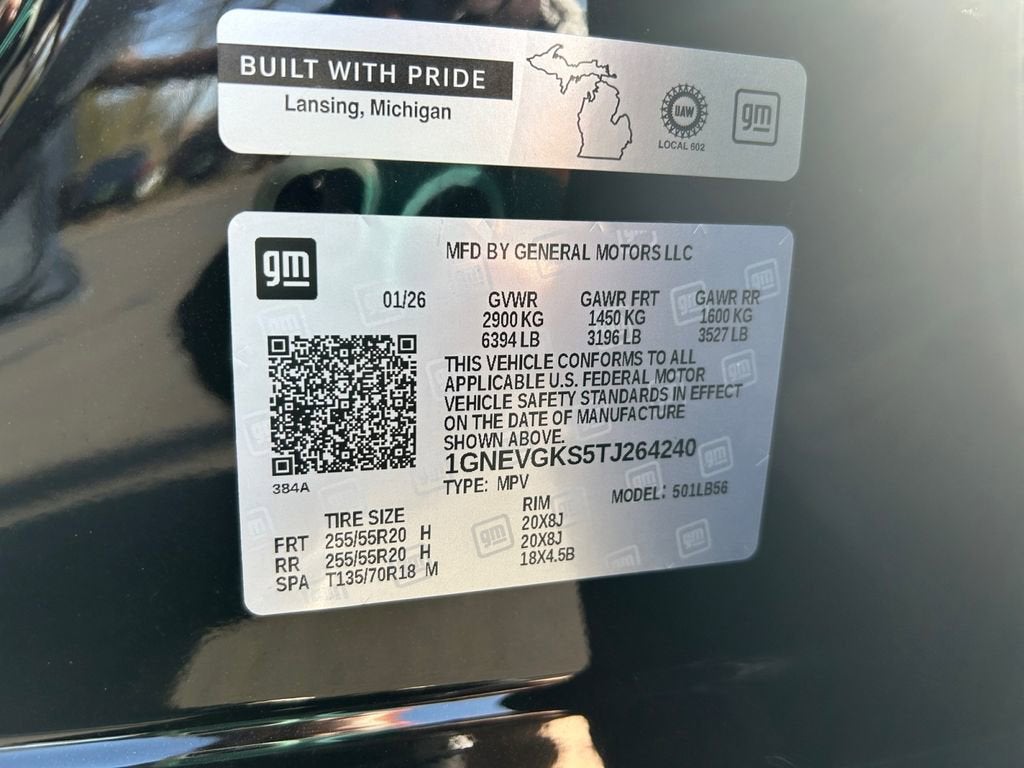 BUILT WITH PRIDE
Lansing, Michigan
UAW
LOCAL 602
gm
gm
MFD BY GENERAL MOTORS LLC
01/26 GVWR GAWR FRT GAWR RR
2900 KG 1450 KG 1600 KG
6394 LB 3196 LB 3527 LB
THIS VEHICLE CONFORMS TO ALL
APPLICABLE U.S. FEDERAL MOTOR
VEHICLE SAFETY STANDARDS IN EFFECT
ON THE DATE OF MANUFACTURE
SHOWN ABOVE.
1GNEVGKS5TJ264240
384A
TYPE: MPV MODEL: 501LB56
TIRE SIZE RIM
FRT 255/55R20 H 20X8J
RR 255/55R20 H 20X8J
SPA T135/70R18 M 18X4.5B